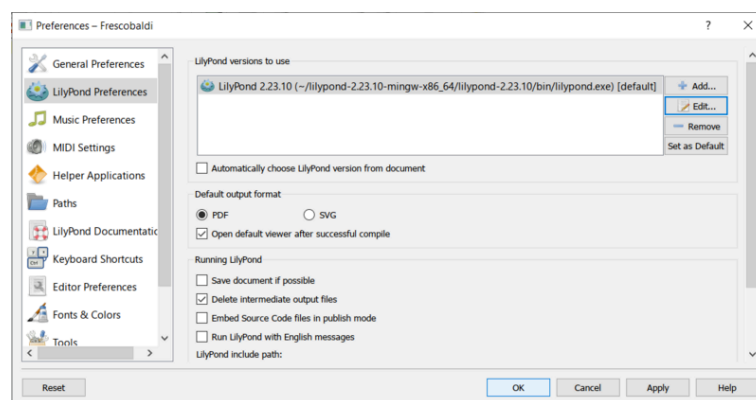 Preferences – Frescobaldi
General Preferences
LilyPond Preferences
Music Preferences
MIDI Settings
Helper Applications
Paths
LilyPond Documentatic
Keyboard Shortcuts
Editor Preferences
Fonts & Colors
Tools
LilyPond versions to use
LilyPond 2.23.10 (~/lilypond-2.23.10-mingw-x86_64/lilypond-2.23.10/bin/lilypond.exe) [default]
Add...
Edit...
Remove
Set as Default
Automatically choose LilyPond version from document
Default output format
PDF
SVG
Open default viewer after successful compile
Running LilyPond
Save document if possible
Delete intermediate output files
Embed Source Code files in publish mode
Run LilyPond with English messages
LilyPond include path:
Reset
OK
Cancel
Apply
Help